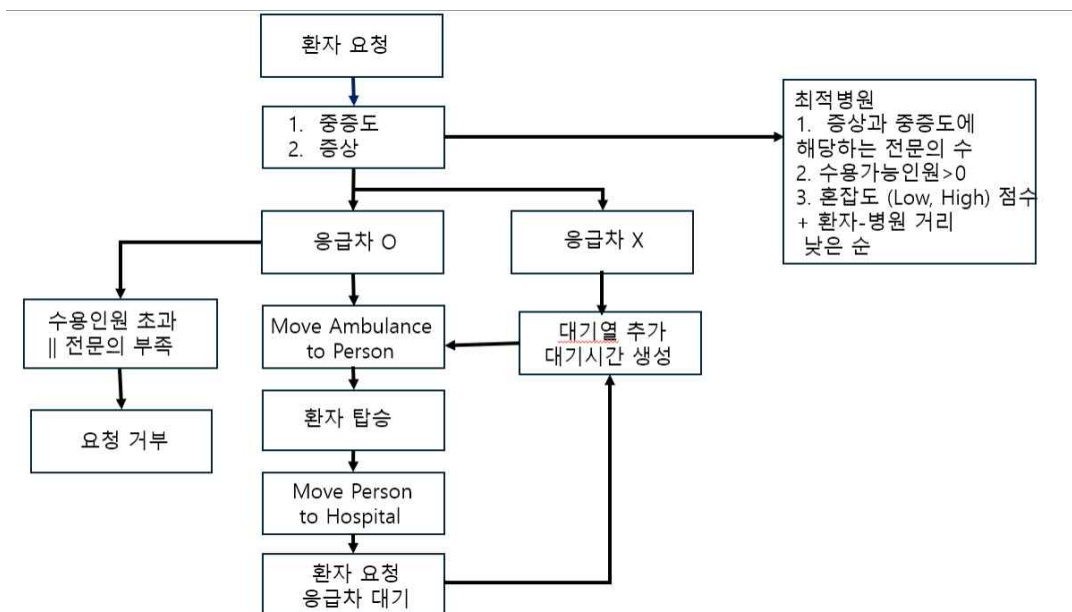 환자 요청
1. 중증도
2. 증상
최적병원
1. 증상과 중증도에
해당하는 전문의 수
2. 수용가능인원>0
3. 혼잡도 (Low, High) 점수
+ 환자-병원 거리
낮은 순
응급차 O
응급차 X
수용인원 초과
|| 전문의 부족
Move Ambulance
to Person
대기열 추가
대기시간 생성
요청 거부
환자 탑승
Move Person
to Hospital
환자 요청
응급차 대기